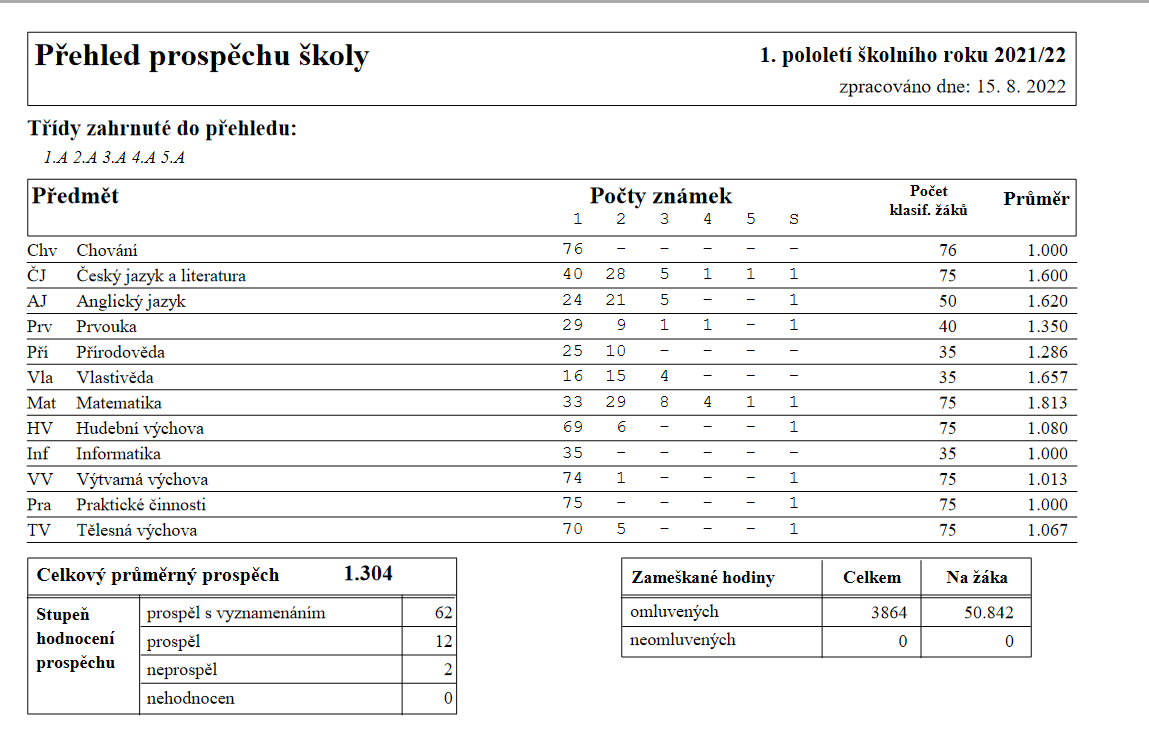 Přehled prospěchu školy 1. pololetí školního roku 2021/22
zpracováno dne: 15. 8. 2022
Třídy zahrnuté do přehledu:
1.A 2.A 3.A 4.A 5.A
Předmět Počty známek Počet klasif. žáků Průměr
1 2 3 4 5 S
Chv Chování 76 – – – – – 76 1.000
ČJ Český jazyk a literatura 40 28 5 1 1 1 75 1.600
AJ Anglický jazyk 24 21 5 – – 1 50 1.620
Prv Prvouka 29 9 1 1 – 1 40 1.350
Pří Přírodověda 25 10 – – – – 35 1.286
Vla Vlastivěda 16 15 4 – – – 35 1.657
Mat Matematika 33 29 8 4 1 1 75 1.813
HV Hudební výchova 69 6 – – – 1 75 1.080
Inf Informatika 35 – – – – – 35 1.000
VV Výtvarná výchova 74 1 – – – 1 75 1.013
Pra Praktické činnosti 75 – – – – 1 75 1.000
TV Tělesná výchova 70 5 – – – 1 75 1.067
Celkový průměrný prospěch 1.304
Stupeň hodnocení prospěchu
prospěl s vyznamenáním 62
prospěl 12
neprospěl 2
nehodnocen 0
Zameškané hodiny Celkem Na žáka
omluvených 3864 50.842
neomluvených 0 0